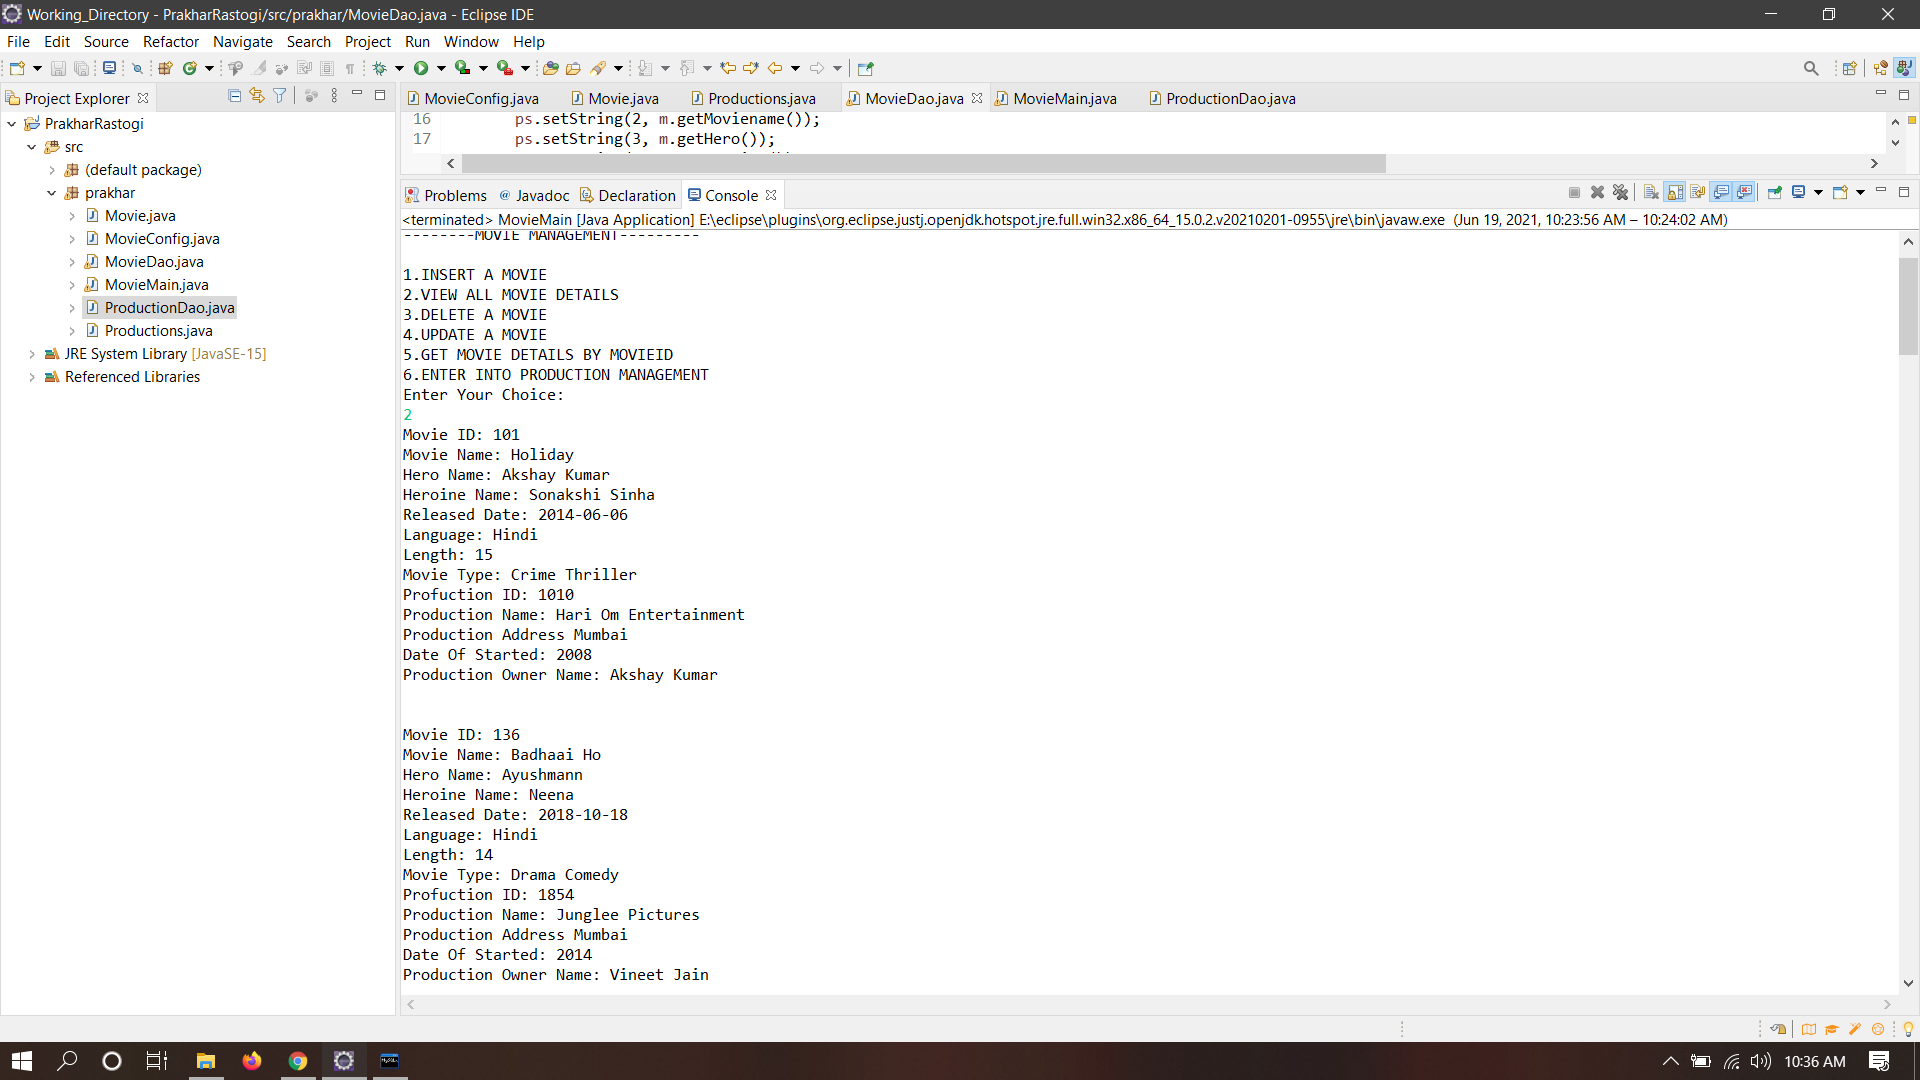 Working_Directory - PrakharRastogi/src/prakhar/MovieDao.java - Eclipse IDE
File Edit Source Refactor Navigate Search Project Run Window Help
Project Explorer
PrakharRastogi
src
(default package)
prakhar
Movie.java
MovieConfig.java
MovieDao.java
MovieMain.java
ProductionDao.java
Productions.java
JRE System Library [JavaSE-15]
Referenced Libraries
MovieConfig.java Movie.java Productions.java MovieDao.java MovieMain.java ProductionDao.java
16 ps.setString(2, m.getMoviename());
17 ps.setString(3, m.getHero());
Problems @ Javadoc Declaration Console
<terminated> MovieMain [Java Application] E:\eclipse\plugins\org.eclipse.justj.openjdk.hotspot.jre.full.win32.x86_64_15.0.2.v20210201-0955\jre\bin\javaw.exe (Jun 19, 2021, 10:23:56 AM – 10:24:02 AM)
--------MOVIE MANAGEMENT---------
1.INSERT A MOVIE
2.VIEW ALL MOVIE DETAILS
3.DELETE A MOVIE
4.UPDATE A MOVIE
5.GET MOVIE DETAILS BY MOVIEID
6.ENTER INTO PRODUCTION MANAGEMENT
Enter Your Choice:
2
Movie ID: 101
Movie Name: Holiday
Hero Name: Akshay Kumar
Heroine Name: Sonakshi Sinha
Released Date: 2014-06-06
Language: Hindi
Length: 15
Movie Type: Crime Thriller
Profuction ID: 1010
Production Name: Hari Om Entertainment
Production Address Mumbai
Date Of Started: 2008
Production Owner Name: Akshay Kumar
Movie ID: 136
Movie Name: Badhaai Ho
Hero Name: Ayushmann
Heroine Name: Neena
Released Date: 2018-10-18
Language: Hindi
Length: 14
Movie Type: Drama Comedy
Profuction ID: 1854
Production Name: Junglee Pictures
Production Address Mumbai
Date Of Started: 2014
Production Owner Name: Vineet Jain
10:36 AM